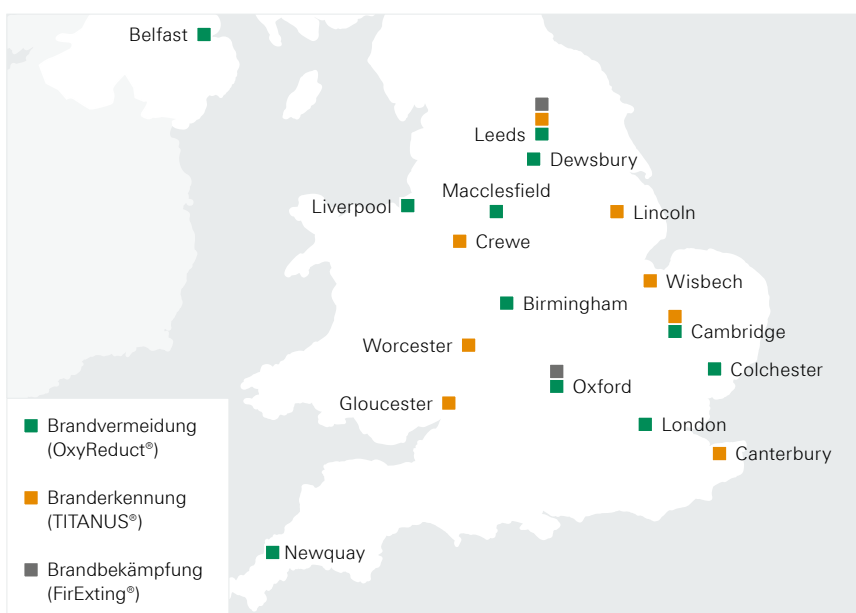 Belfast
Leeds
Dewsbury
Macclesfield
Liverpool
Lincoln
Crewe
Wisbech
Birmingham
Cambridge
Worcester
Colchester
Oxford
Gloucester
London
Canterbury
Newquay
Brandvermeidung
(OxyReduct®)
Branderkennung
(TITANUS®)
Brandbekämpfung
(FirExting®)